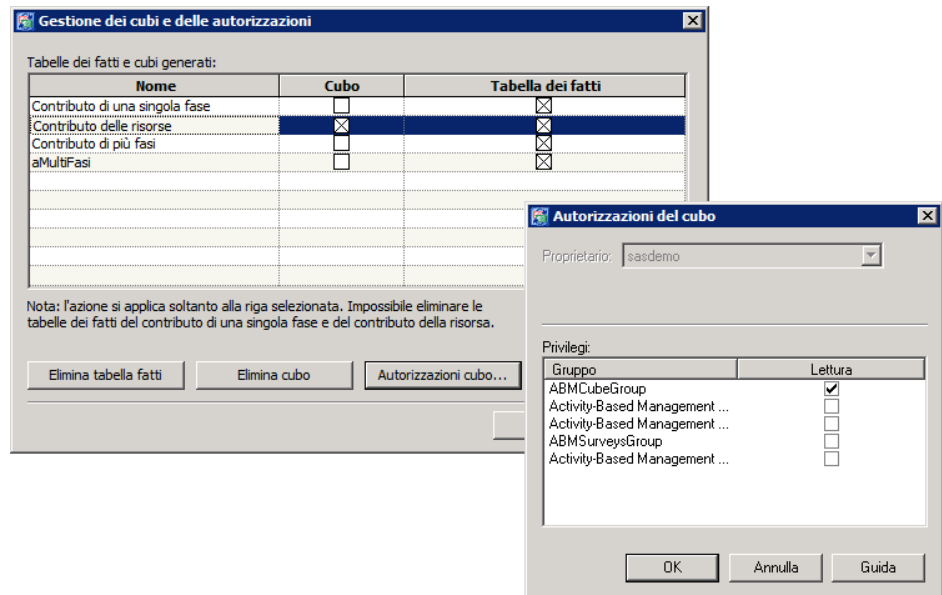 Gestione dei cubi e delle autorizzazioni
Tabelle dei fatti e cubi generati:
Nome Cubo Tabella dei fatti
Contributo di una singola fase
Contributo delle risorse
Contributo di più fasi
aMultiFasi
Nota: l'azione si applica soltanto alla riga selezionata. Impossibile eliminare le
tabelle dei fatti del contributo di una singola fase e del contributo della risorsa.
Elimina tabella fatti Elimina cubo Autorizzazioni cubo...
Autorizzazioni del cubo
Proprietario: sasdemo
Privilegi:
Gruppo Lettura
ABMCubeGroup
Activity-Based Management ...
Activity-Based Management ...
ABMSurveysGroup
Activity-Based Management ...
OK Annulla Guida